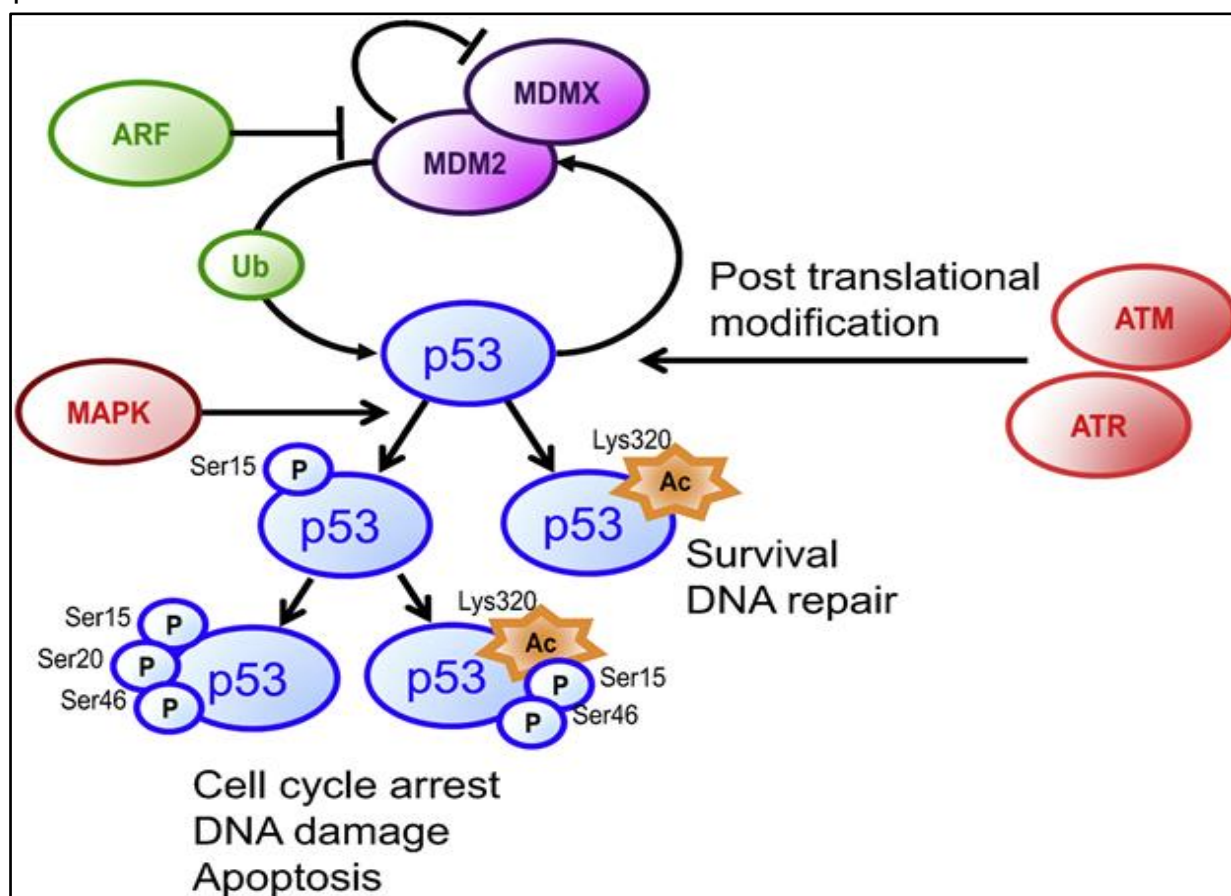 MDMX
ARF
MDM2
Ub
Post translational
modification
ATM
p53
MAPK
ATR
Lys320
Ser15
P
Ac
p53
p53
Survival
DNA repair
Lys320
Ser15
P
Ac
Ser20
P
p53
p53
P
Ser15
Ser46
P
P
Ser46
Cell cycle arrest
DNA damage
Apoptosis